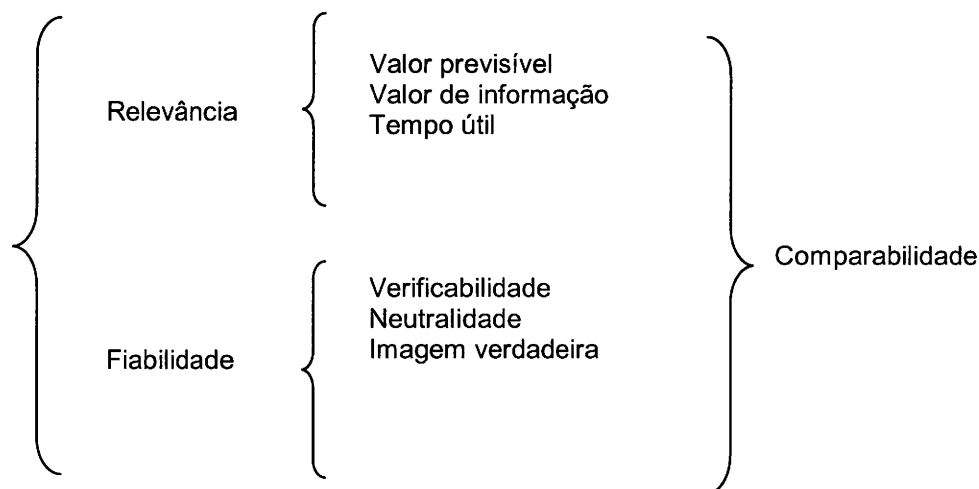 Relevância
Valor previsível
Valor de informação
Tempo útil
Fiabilidade
Verificabilidade
Neutralidade
Imagem verdadeira
Comparabilidade